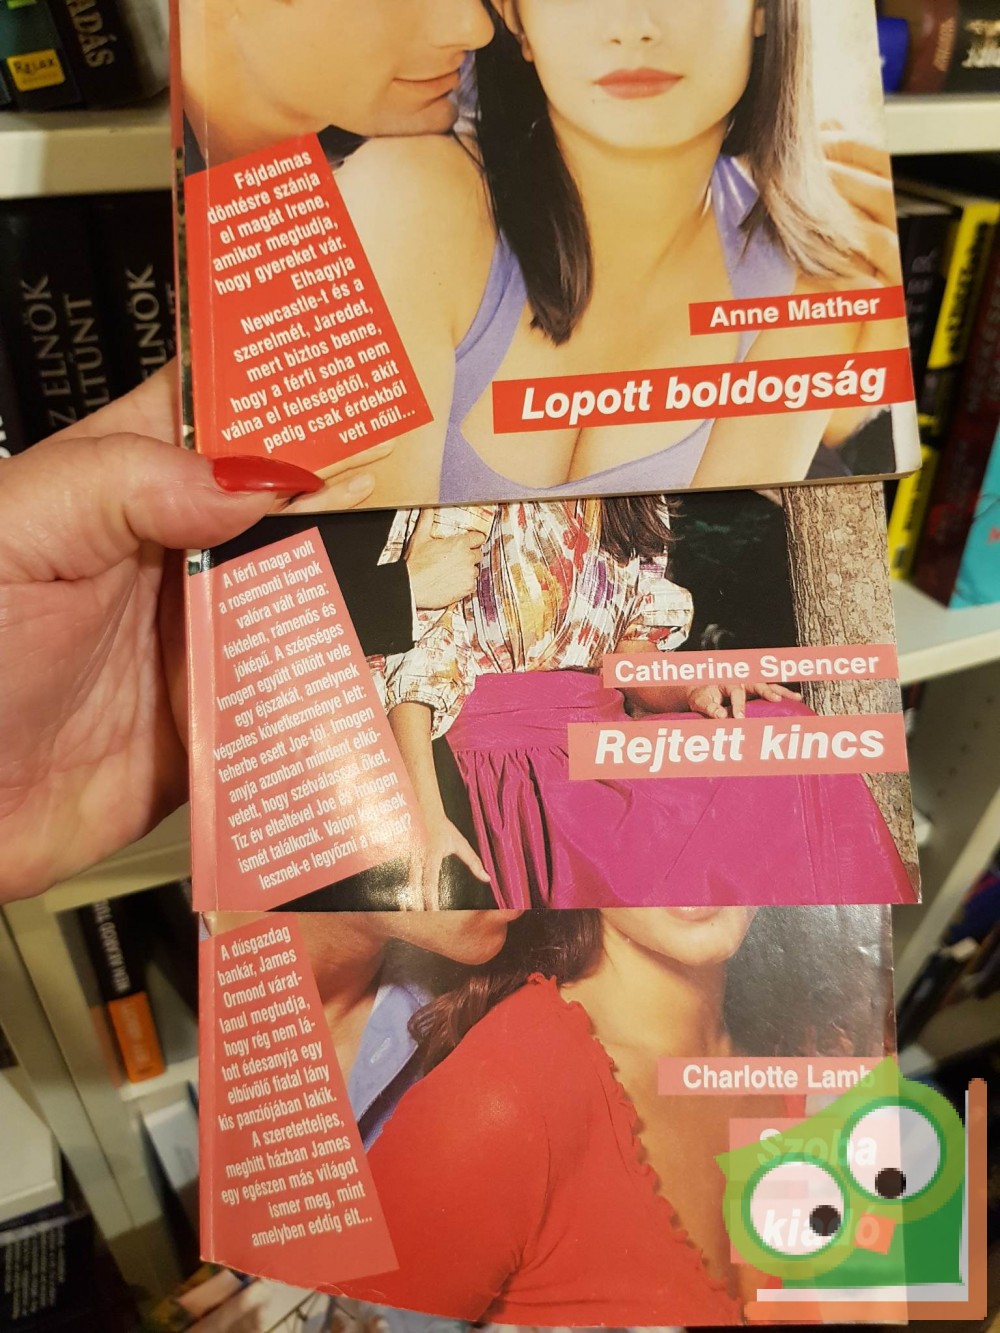 ADÁS
RELAX
Z ELNÖK
ELNÖK
Fájdalmas
döntésre szánja
el magát Irene,
amikor megtudja,
hogy gyereket vár.
Elhagyja
Newcastle-t és a
szerelmét, Jaredet,
mert biztos benne,
hogy a férfi soha nem
válna el feleségétől, akit
pedig csak érdekből
vett nőül...
Anne Mather
Lopott boldogság
A férfi maga volt
a rosemonti lányok
valóra vált álma:
féktelen, rámenős és
jóképű. A szépséges
Imogen együtt töltött vele
egy éjszakát, amelynek
végzetes következménye lett:
teherbe esett Joe-tól. Imogen
anyja azonban mindent elkö-
vetett, hogy szétválassza őket.
Tíz év elteltével Joe és Imogen
ismét találkozik. Vajon
lesznek-e legyőzni a
Catherine Spencer
Rejtett kincs
A dúsgazdag
bankár, James
Ormond várat-
lanul megtudja,
hogy rég nem lá-
tott édesanyja egy
elbűvölő fiatal lány
kis panziójában lakik.
A szeretetteljes,
meghitt házban James
egy egészen más világot
ismer meg, mint
amelyben eddig élt...
Charlotte Lamb
Szoba
kiadó